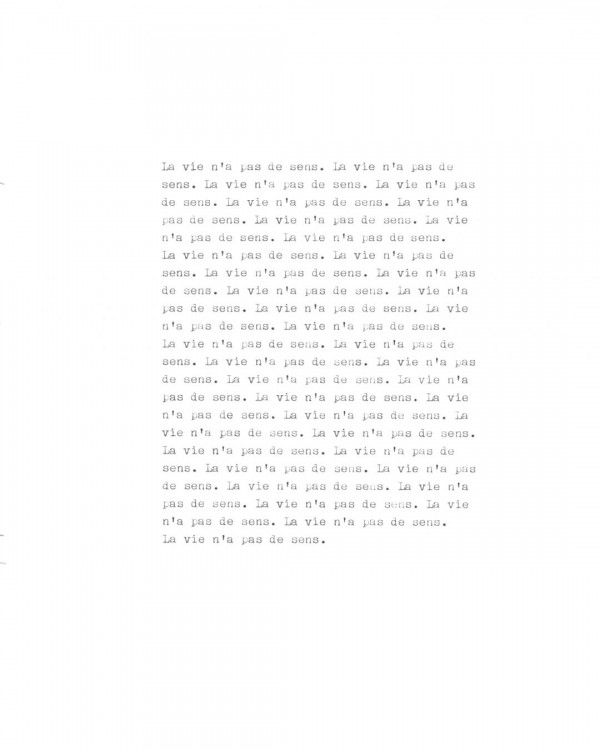 La vie n'a pas de sens. La vie n'a pas de
sens. La vie n'a pas de sens. La vie n'a pas
de sens. La vie n'a pas de sens. La vie n'a
pas de sens. La vie n'a pas de sens. La vie
n'a pas de sens. La vie n'a pas de sens.
La vie n'a pas de sens. La vie n'a pas de
sens. La vie n'a pas de sens. La vie n'a pas
de sens. La vie n'a pas de sens. La vie n'a
pas de sens. La vie n'a pas de sens. La vie
n'a pas de sens. La vie n'a pas de sens.
La vie n'a pas de sens. La vie n'a pas de
sens. La vie n'a pas de sens. La vie n'a pas
de sens. La vie n'a pas de sens. La vie n'a
pas de sens. La vie n'a pas de sens. La vie
n'a pas de sens. La vie n'a pas de sens. La
vie n'a pas de sens. La vie n'a pas de sens.
La vie n'a pas de sens. La vie n'a pas de
sens. La vie n'a pas de sens. La vie n'a pas
de sens. La vie n'a pas de sens. La vie n'a
pas de sens. La vie n'a pas de sens. La vie
n'a pas de sens. La vie n'a pas de sens.
La vie n'a pas de sens.